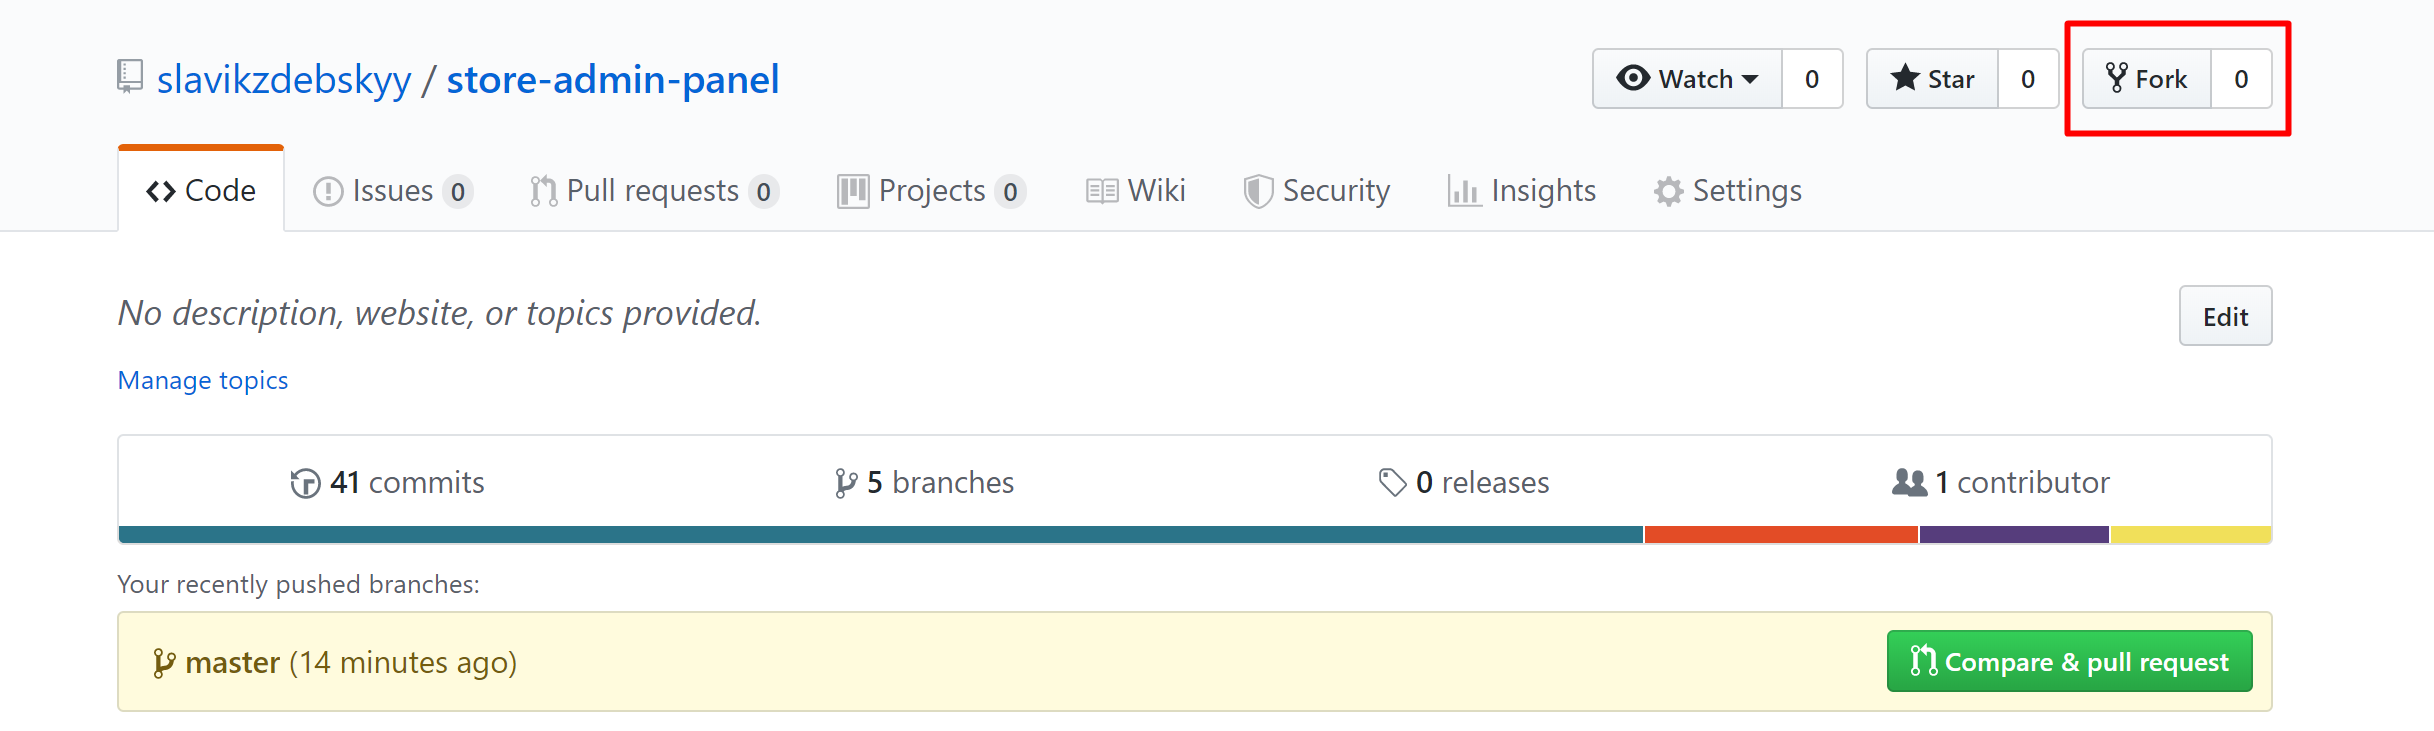 slavikzdebskyy / store-admin-panel
Watch 0 Star 0 Fork 0
Code Issues 0 Pull requests 0 Projects 0 Wiki Security Insights Settings
No description, website, or topics provided.
Edit
Manage topics
41 commits 5 branches 0 releases 1 contributor
Your recently pushed branches:
master (14 minutes ago) Compare & pull request